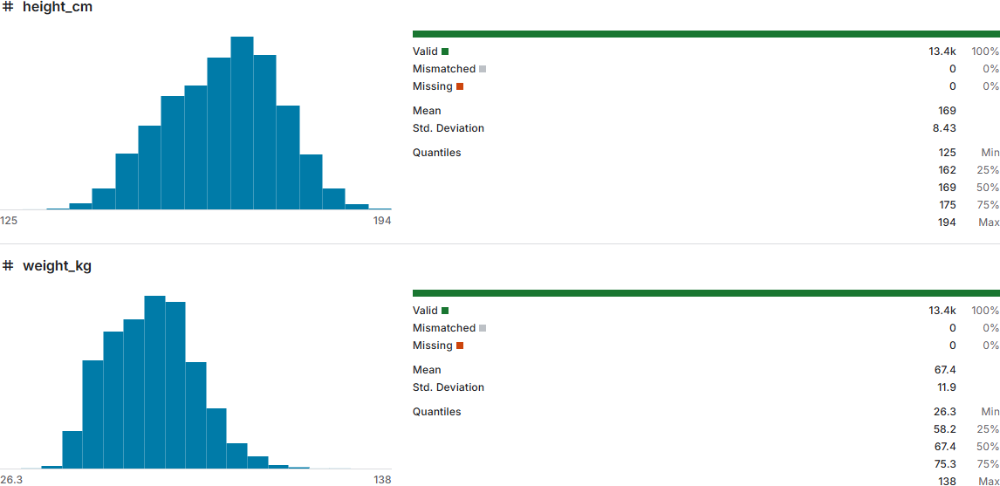 # height_cm
125 194
Valid 13.4k 100%
Mismatched 0 0%
Missing 0 0%
Mean 169
Std. Deviation 8.43
Quantiles 125 Min
162 25%
169 50%
175 75%
194 Max
# weight_kg
26.3 138
Valid 13.4k 100%
Mismatched 0 0%
Missing 0 0%
Mean 67.4
Std. Deviation 11.9
Quantiles 26.3 Min
58.2 25%
67.4 50%
75.3 75%
138 Max